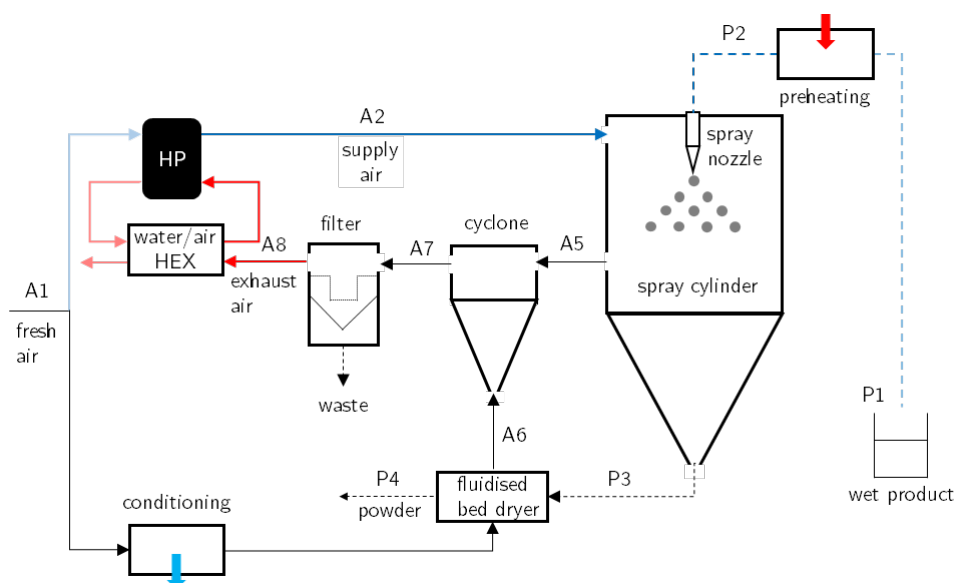 P2
preheating
A2
supply
air
HP
spray
nozzle
filter
cyclone
water/air
HEX
A8
A7
A5
exhaust
air
spray cylinder
A1
fresh
air
waste
P1
A6
conditioning
P4
powder
fluidised
bed dryer
P3
wet product